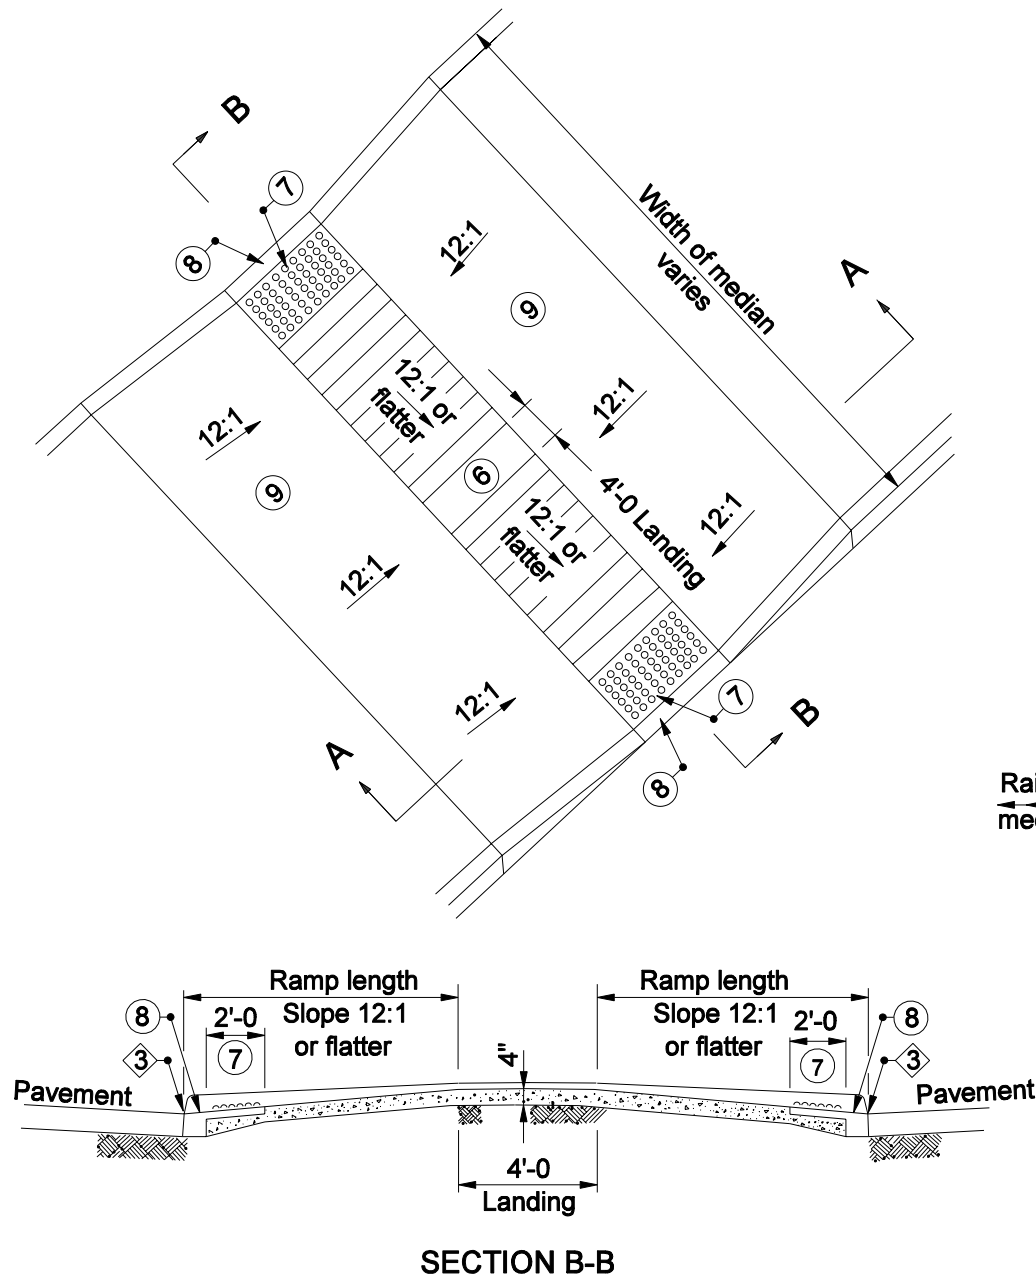 B
7
8
Width of median
varies
A
12:1
9
12:1 or
flatter
12:1
12:1
6
9
4'-0 Landing
12:1
12:1 or
flatter
12:1
12:1
7
B
A
8
Ramp length
Slope 12:1
or flatter
Ramp length
Slope 12:1
or flatter
8
2'-0
7
3
4"
2'-0
7
8
3
Pavement
Pavement
4'-0
Landing
SECTION B-B